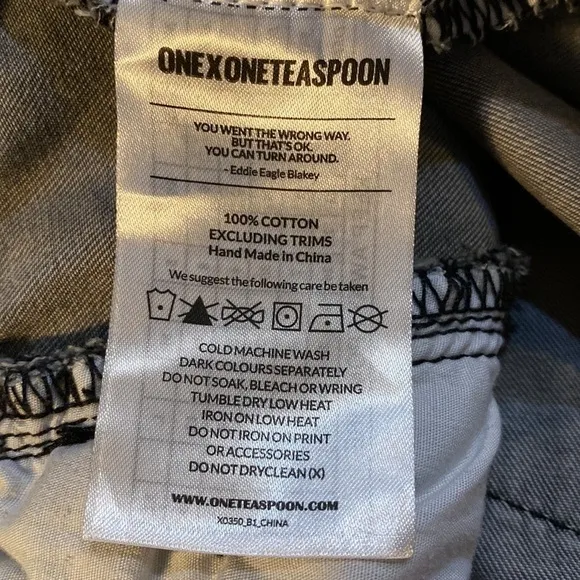 ONEXONETEASPOON
YOU WENT THE WRONG WAY.
BUT THAT'S OK.
YOU CAN TURN AROUND.
- Eddie Eagle Blakey
100% COTTON
EXCLUDING TRIMS
Hand Made in China
We suggest the following care be taken
COLD MACHINE WASH
DARK COLOURS SEPARATELY
DO NOT SOAK, BLEACH OR WRING
TUMBLE DRY LOW HEAT
IRON ON LOW HEAT
DO NOT IRON ON PRINT
OR ACCESSORIES
DO NOT DRYCLEAN (X)
WWW.ONETEASPOON.COM
X0350_B1_CHINA